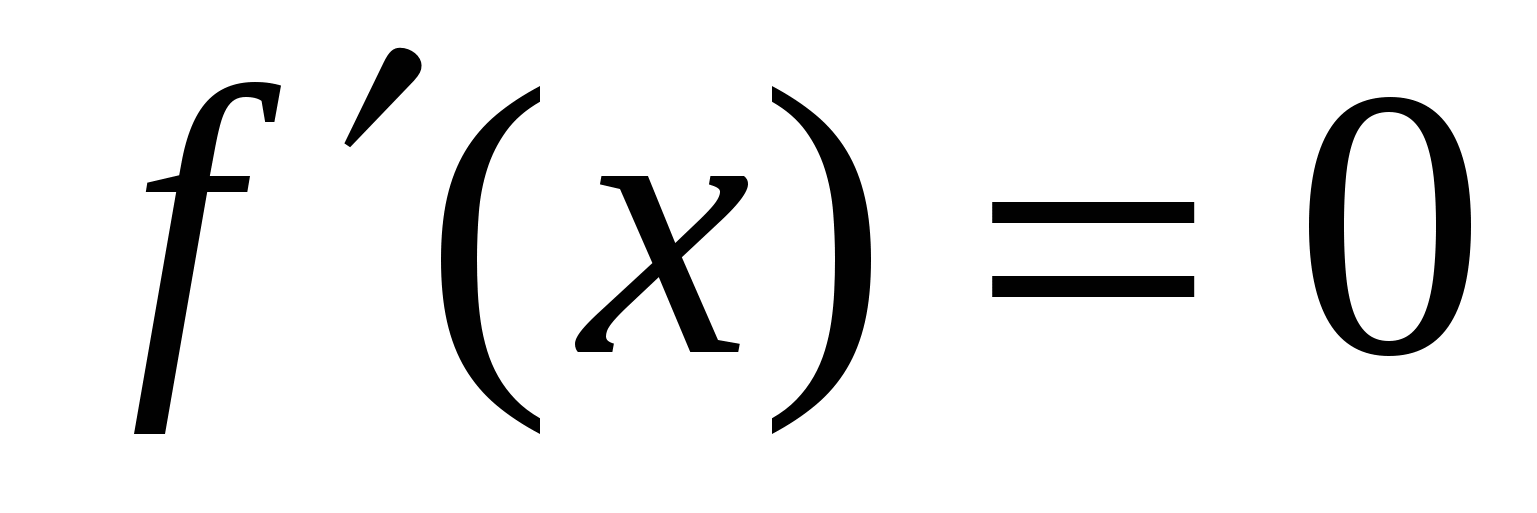 f′(x) = 0